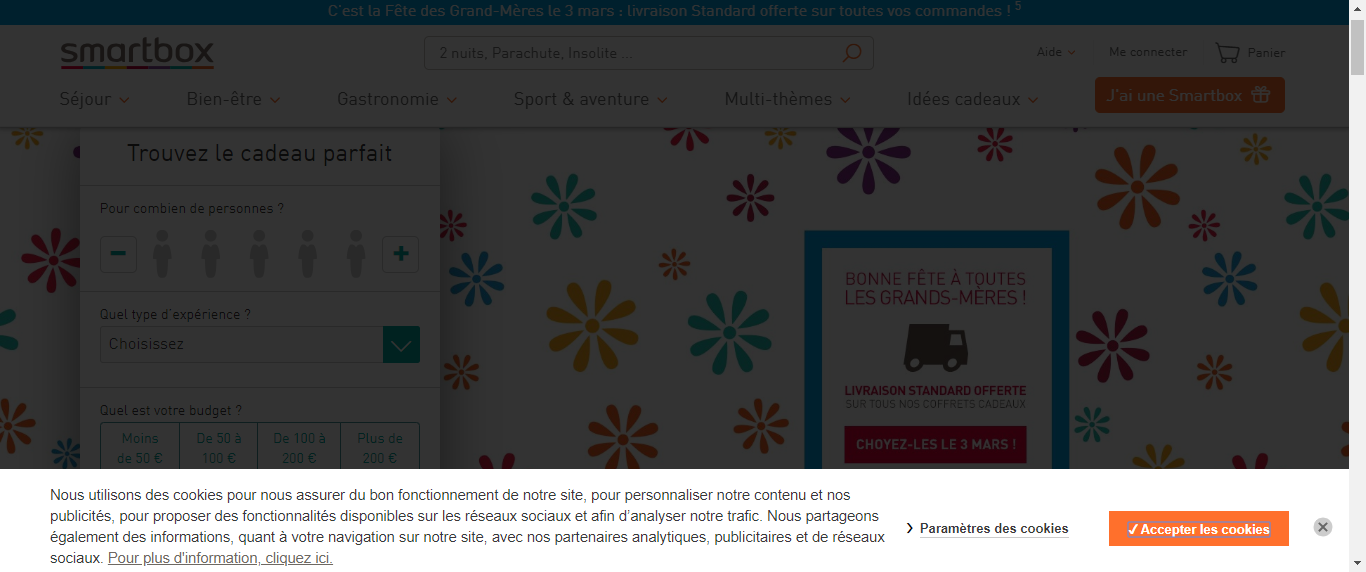 C'est la Fête des Grand-Mères le 3 mars : livraison Standard offerte sur toutes vos commandes ! 5
smartbox
2 nuits, Parachute, Insolite ...
Aide
Me connecter
Panier
Séjour
Bien-être
Gastronomie
Sport & aventure
Multi-thèmes
Idées cadeaux
J'ai une Smartbox
Trouvez le cadeau parfait
Pour combien de personnes ?
Quel type d'expérience ?
Choisissez
Quel est votre budget ?
Moins
de 50 €
De 50 à
100 €
De 100 à
200 €
Plus de
200 €
BONNE FÊTE À TOUTES
LES GRANDS-MÈRES !
LIVRAISON STANDARD OFFERTE
SUR TOUS NOS COFFRETS CADEAUX
CHOYEZ-LES LE 3 MARS !
Nous utilisons des cookies pour nous assurer du bon fonctionnement de notre site, pour personnaliser notre contenu et nos
publicités, pour proposer des fonctionnalités disponibles sur les réseaux sociaux et afin d’analyser notre trafic. Nous partageons
également des informations, quant à votre navigation sur notre site, avec nos partenaires analytiques, publicitaires et de réseaux
sociaux. Pour plus d'information, cliquez ici.
Paramètres des cookies
✓ Accepter les cookies